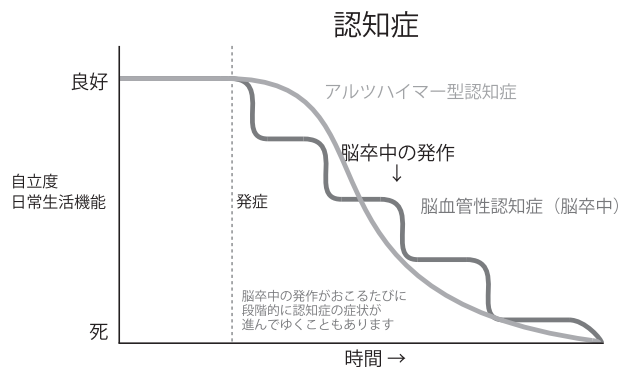 認知症
良好
アルツハイマー型認知症
脳卒中の発作
↓
自立度
日常生活機能
発症
脳血管性認知症（脳卒中）
脳卒中の発作がおこるたびに
段階的に認知症の症状が
進んでゆくこともあります
死
時間 →